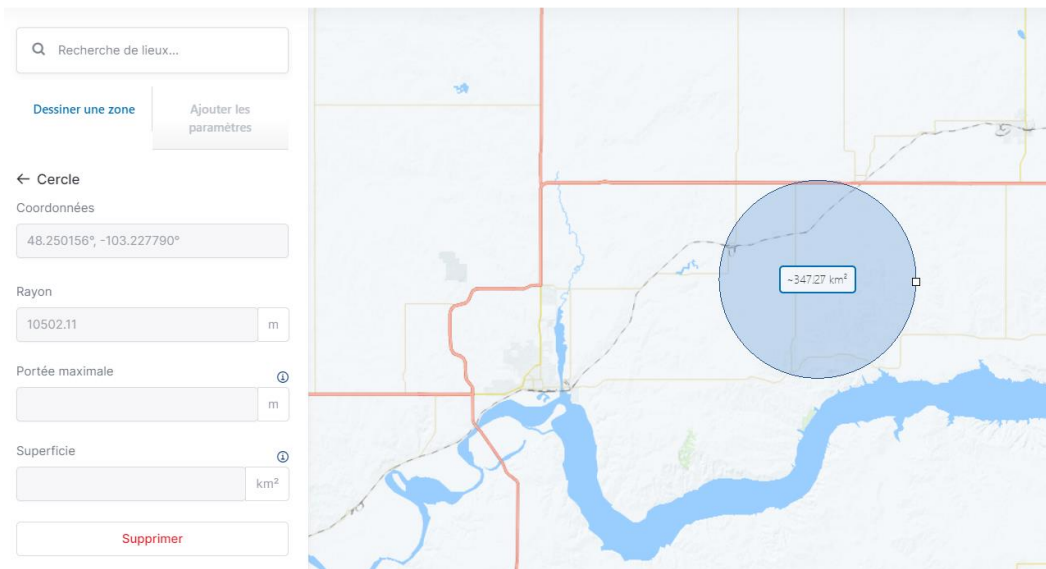 Recherche de lieux...
Dessiner une zone
Ajouter les
paramètres
← Cercle
Coordonnées
48.250156°, -103.227790°
Rayon
10502.11
m
Portée maximale
m
Superficie
km²
Supprimer
~347.27 km²